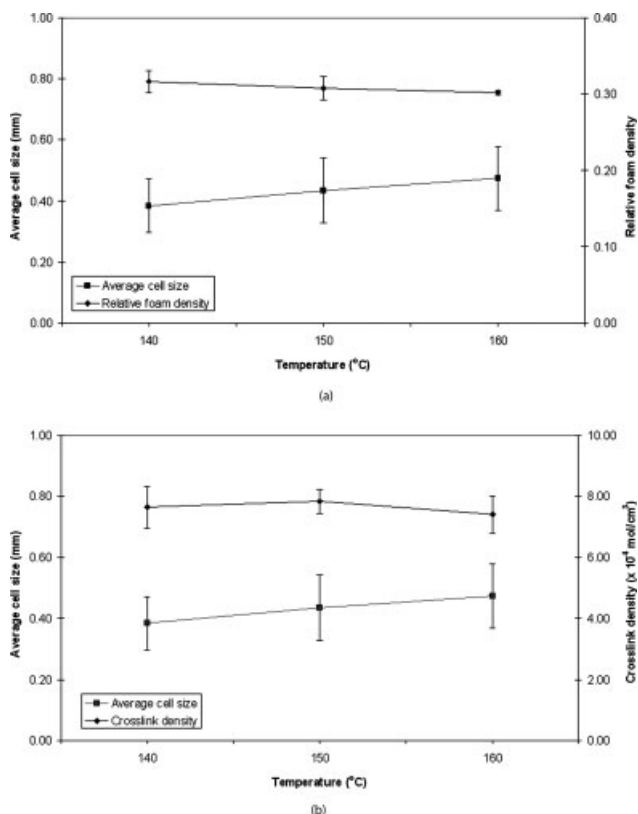 1.00
0.80
0.60
0.40
0.20
0.00
Average cell size (mm)
0.40
0.30
0.20
0.10
0.00
Relative foam density
Average cell size
Relative foam density
140
150
160
Temperature (°C)
(a)
1.00
0.80
0.60
0.40
0.20
0.00
Average cell size (mm)
10.00
8.00
6.00
4.00
2.00
0.00
Crosslink density (x 10⁻⁴ mol/cm³)
Average cell size
Crosslink density
140
150
160
Temperature (°C)
(b)